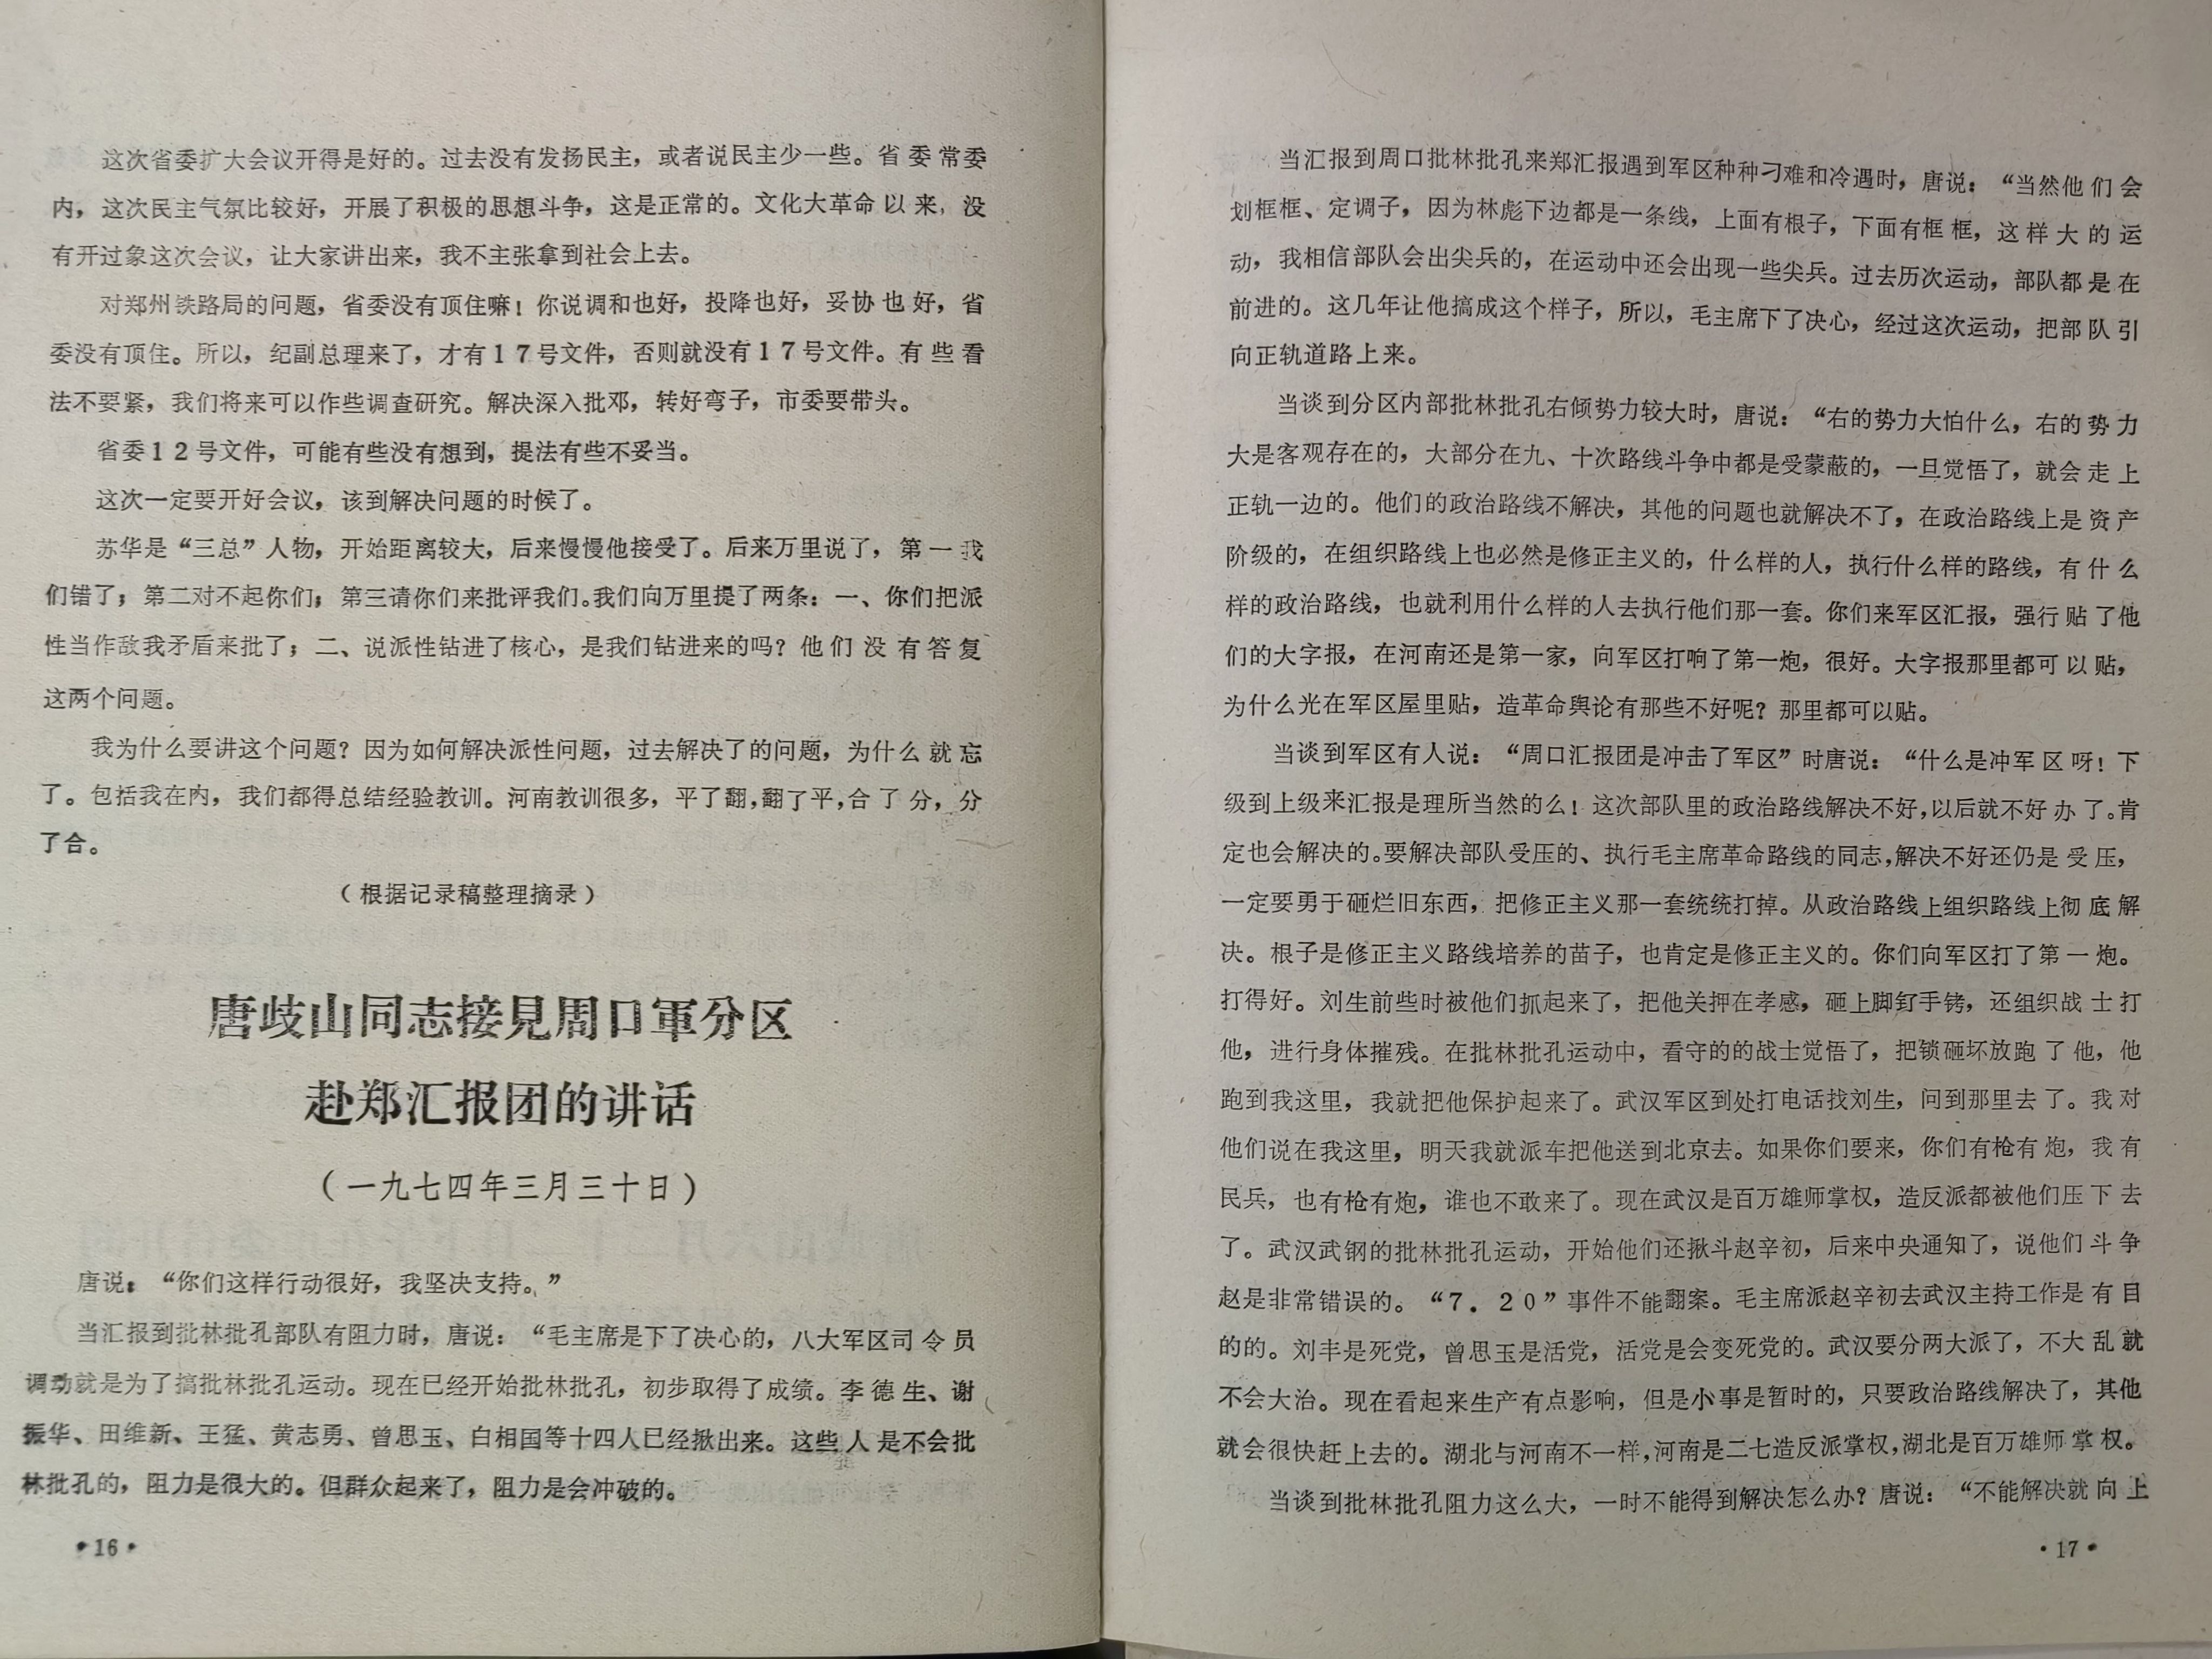 这次省委扩大会议开得是好的。过去没有发扬民主，或者说民主少一些。省委常委
内，这次民主气氛比较好，开展了积极的思想斗争，这是正常的。文化大革命以来，没
有开过象这次会议，让大家讲出来，我不主张拿到社会上去。
对郑州铁路局的问题，省委没有顶住嘛！你说调和也好，投降也好，妥协也好，省
委没有顶住。所以，纪副总理来了，才有17号文件，否则就没有17号文件。有些看
法不要紧，我们将来可以作些调查研究。解决深入批邓，转好弯子，市委要带头。
省委12号文件，可能有些没有想到，提法有些不妥当。
这次一定要开好会议，该到解决问题的时候了。
苏华是“三总”人物，开始距离较大，后来慢慢他接受了。后来万里说了，第一我
们错了；第二对不起你们；第三请你们来批评我们。我们向万里提了两条：一、你们把派
性当作敌我矛盾来批了；二、说派性钻进了核心，是我们钻进来的吗？他们没有答复
这两个问题。
我为什么要讲这个问题？因为如何解决派性问题，过去解决了的问题，为什么就忘
了。包括我在内，我们都得总结经验教训。河南教训很多，平了翻，翻了平，合了分，分
了合。
（根据记录稿整理摘录）
唐歧山同志接見周口軍分区
赴郑汇报团的讲话
（一九七四年三月三十日）
唐说：“你们这样行动很好，我坚决支持。”
当汇报到批林批孔部队有阻力时，唐说：“毛主席是下了决心的，八大军区司令员
调动就是为了搞批林批孔运动。现在已经开始批林批孔，初步取得了成绩。李德生、谢
振华、田维新、王猛、黄志勇、曾思玉、白相国等十四人已经揪出来。这些人是不会批
林批孔的，阻力是很大的。但群众起来了，阻力是会冲破的。
•16•
当汇报到周口批林批孔来郑汇报遇到军区种种刁难和冷遇时，唐说：“当然他们会
划框框、定调子，因为林彪下边都是一条线，上面有根子，下面有框框，这样大的运
动，我相信部队会出尖兵的，在运动中还会出现一些尖兵。过去历次运动，部队都是在
前进的。这几年让他搞成这个样子，所以，毛主席下了决心，经过这次运动，把部队引
向正轨道路上来。
当谈到分区内部批林批孔右倾势力较大时，唐说：“右的势力大怕什么，右的势力
大是客观存在的，大部分在九、十次路线斗争中都是受蒙蔽的，一旦觉悟了，就会走上
正轨一边的。他们的政治路线不解决，其他的问题也就解决不了，在政治路线上是资产
阶级的，在组织路线上也必然是修正主义的，什么样的人，执行什么样的路线，有什么
样的政治路线，也就利用什么样的人去执行他们那一套。你们来军区汇报，强行贴了他
们的大字报，在河南还是第一家，向军区打响了第一炮，很好。大字报那里都可以贴，
为什么光在军区屋里贴，造革命舆论有那些不好呢？那里都可以贴。
当谈到军区有人说：“周口汇报团是冲击了军区”时唐说：“什么是冲军区呀！下
级到上级来汇报是理所当然的么！这次部队里的政治路线解决不好，以后就不好办了。肯
定也会解决的。要解决部队受压的、执行毛主席革命路线的同志，解决不好还仍是受压，
一定要勇于砸烂旧东西，把修正主义那一套统统打掉。从政治路线上组织路线上彻底解
决。根子是修正主义路线培养的苗子，也肯定是修正主义的。你们向军区打了第一炮。
打得好。刘生前些时被他们抓起来了，把他关押在孝感，砸上脚钉手铐，还组织战士打
他，进行身体摧残。在批林批孔运动中，看守的的战士觉悟了，把锁砸坏放跑了他，他
跑到我这里，我就把他保护起来了。武汉军区到处打电话找刘生，问到那里去了。我对
他们说在我这里，明天我就派车把他送到北京去。如果你们要来，你们有枪有炮，我有
民兵，也有枪有炮，谁也不敢来了。现在武汉是百万雄师掌权，造反派都被他们压下去
了。武汉武钢的批林批孔运动，开始他们还揪斗赵辛初，后来中央通知了，说他们斗争
赵是非常错误的。“7．20”事件不能翻案。毛主席派赵辛初去武汉主持工作是有目
的的。刘丰是死党，曾思玉是活党，活党是会变死党的。武汉要分两大派了，不大乱就
不会大治。现在看起来生产有点影响，但是小事是暂时的，只要政治路线解决了，其他
就会很快赶上去的。湖北与河南不一样，河南是二七造反派掌权，湖北是百万雄师掌权。
当谈到批林批孔阻力这么大，一时不能得到解决怎么办？唐说：“不能解决就向上
•17•